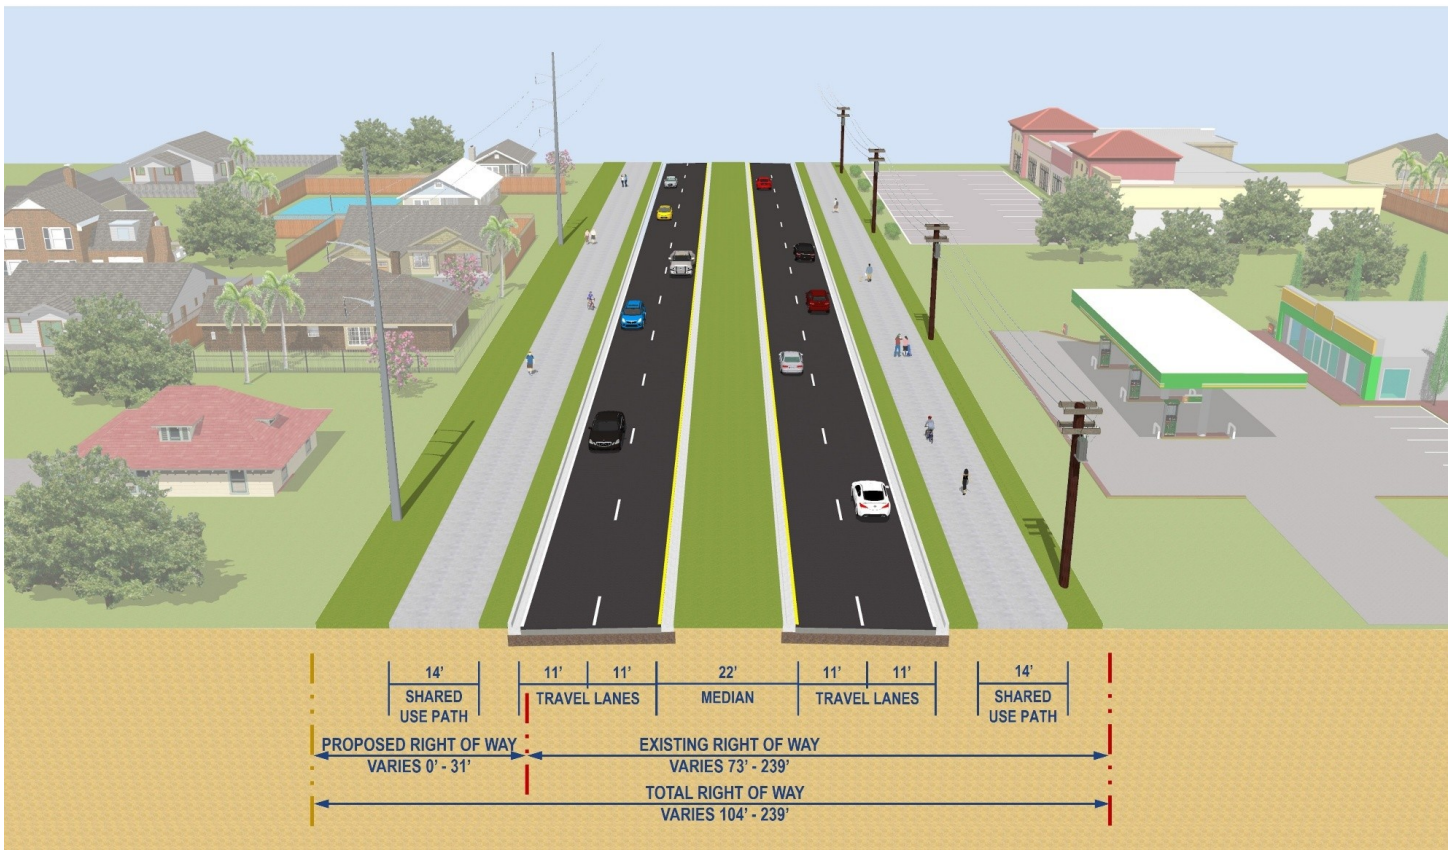 14' 11' 11' 22' 11' 11' 14'
SHARED USE PATH TRAVEL LANES MEDIAN TRAVEL LANES SHARED USE PATH
PROPOSED RIGHT OF WAY EXISTING RIGHT OF WAY
VARIES 0' - 31' VARIES 73' - 239'
TOTAL RIGHT OF WAY
VARIES 104' - 239'